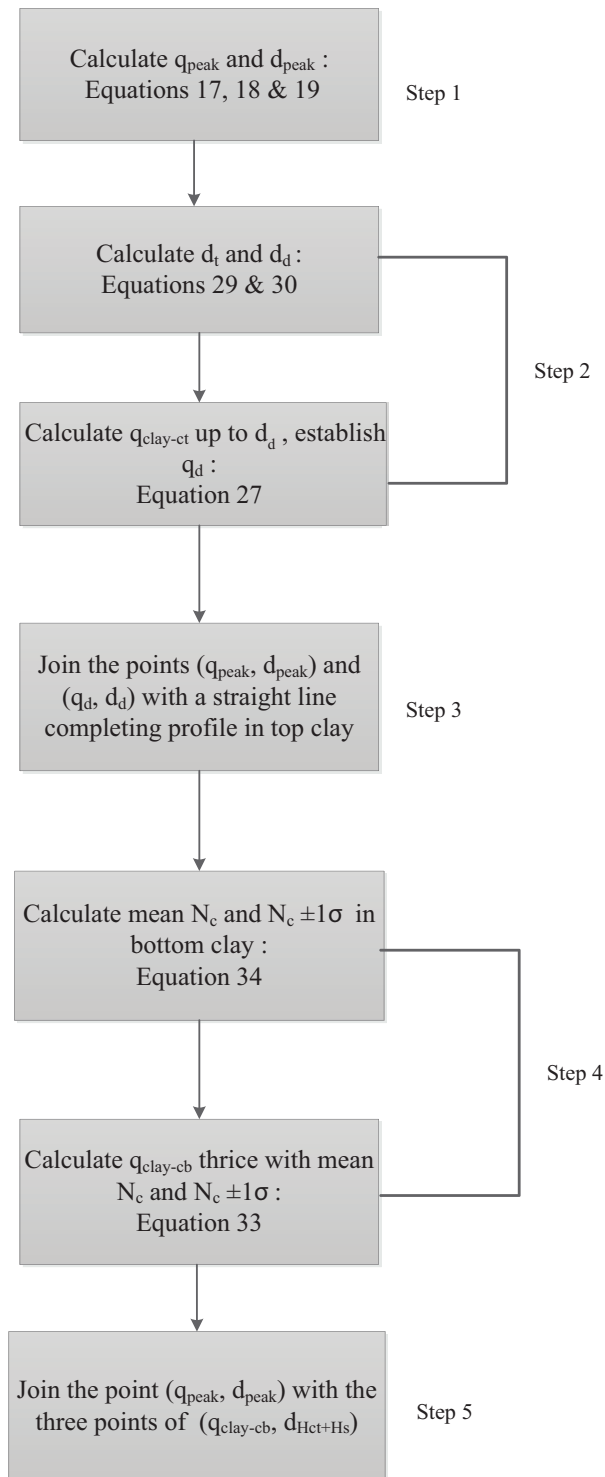 Calculate q_peak and d_peak :
Equations 17, 18 & 19
Step 1
Calculate d_t and d_d :
Equations 29 & 30
Step 2
Calculate q_clay-ct up to d_d , establish
q_d :
Equation 27
Join the points (q_peak, d_peak) and
(q_d, d_d) with a straight line
completing profile in top clay
Step 3
Calculate mean N_c and N_c ±1σ in
bottom clay :
Equation 34
Step 4
Calculate q_clay-cb thrice with mean
N_c and N_c ±1σ :
Equation 33
Join the point (q_peak, d_peak) with the
three points of (q_clay-cb, d_Hct+Hs)
Step 5